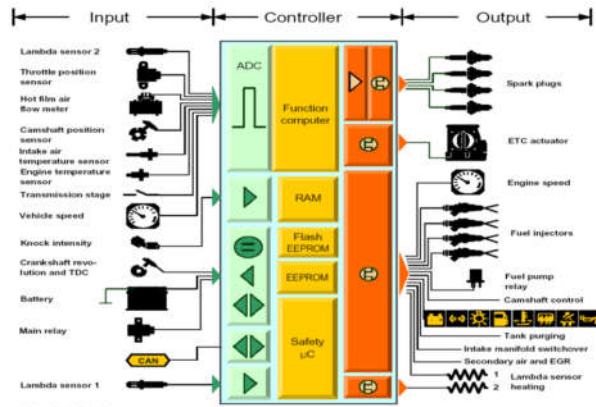 Input
Controller
Output
Lambda sensor 2
Throttle position
sensor
Hot film air
flow meter
Camshaft position
sensor
Intake air
temperature sensor
Engine temperature
sensor
Transmission stage
Vehicle speed
Knock intensity
Crankshaft revo-
lution and TDC
Battery
Main relay
CAN
Lambda sensor 1
ADC
Function
computer
RAM
Flash
EEPROM
EEPROM
Safety
µC
Spark plugs
ETC actuator
Engine speed
Fuel injectors
Fuel pump
relay
Camshaft control
Tank purging
Intake manifold switchover
Secondary air and EGR
1 Lambda sensor
2 heating